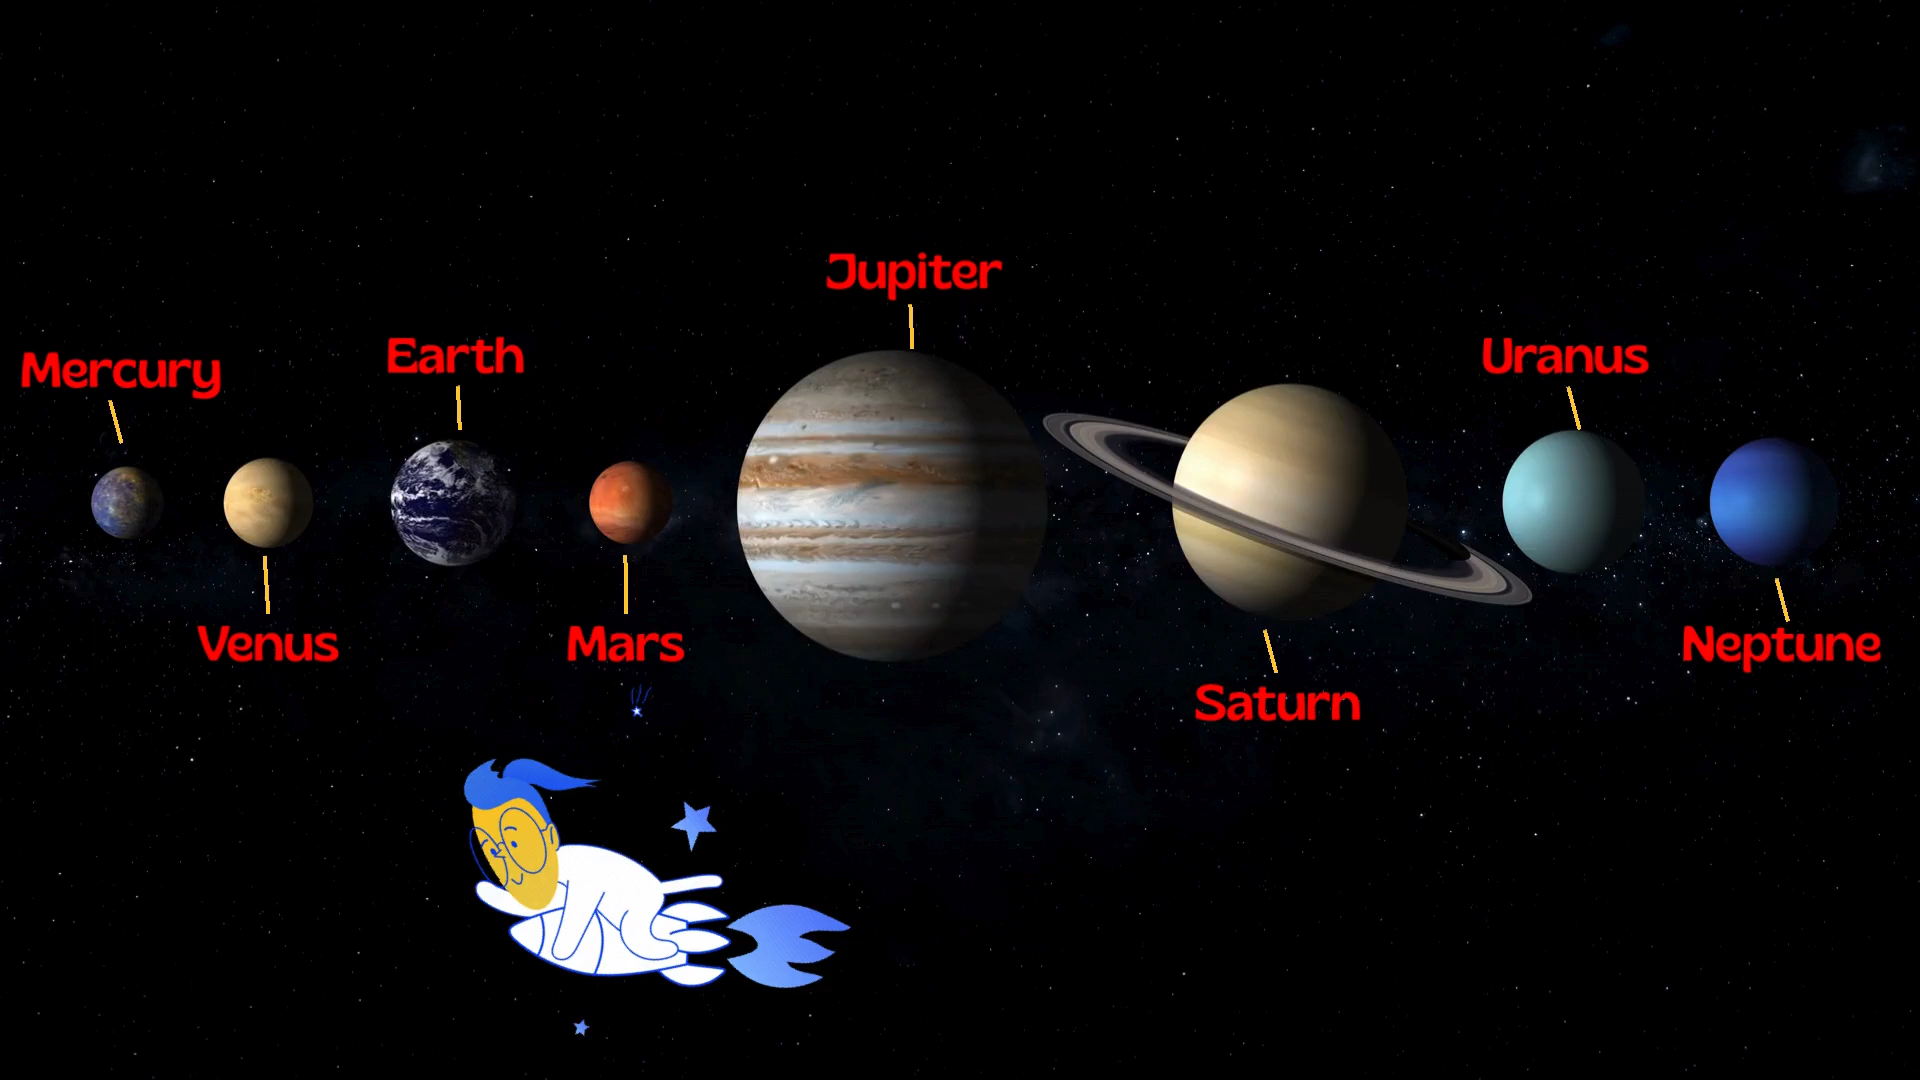 Mercury
Venus
Earth
Mars
Jupiter
Saturn
Uranus
Neptune